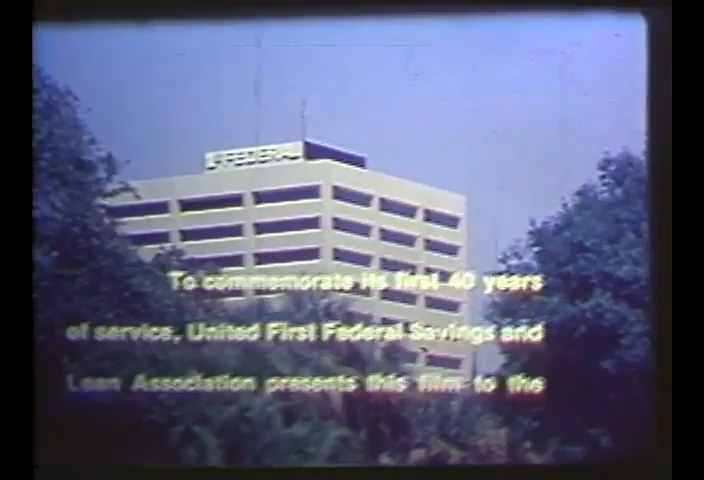 FEDERAL
To commemorate its first 40 years
of service, United First Federal Savings and
Loan Association presents this film to the